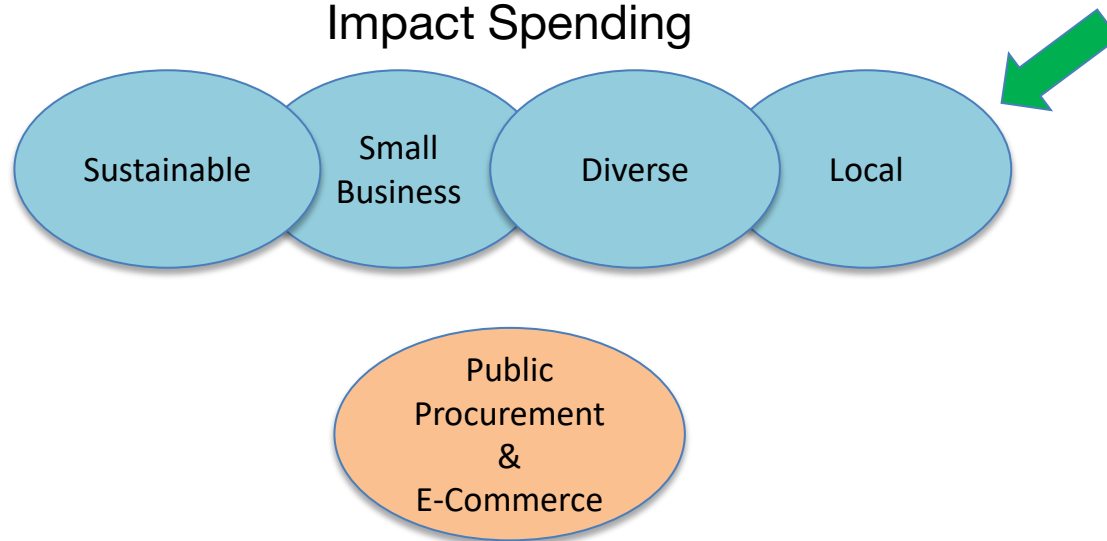 Impact Spending
Sustainable
Small
Business
Diverse
Local
Public
Procurement
&
E-Commerce